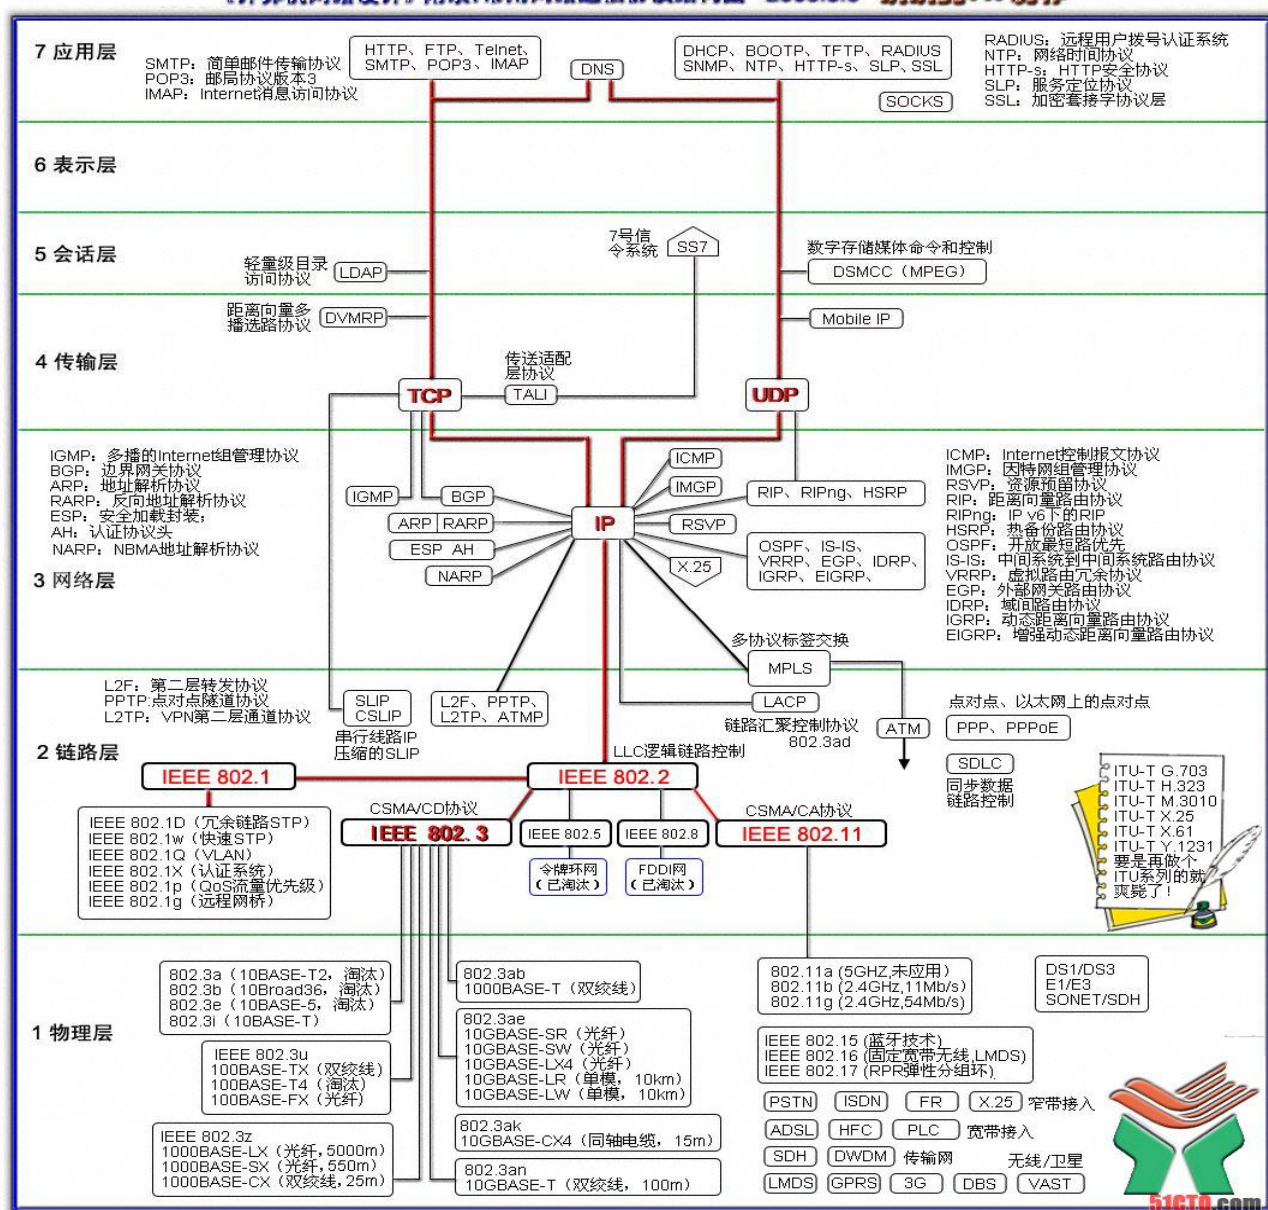 7 应用层
SMTP：简单邮件传输协议
POP3：邮局协议版本3
IMAP：Internet消息访问协议
HTTP、FTP、Telnet、
SMTP、POP3、IMAP
DNS
DHCP、BOOTP、TFTP、RADIUS
SNMP、NTP、HTTP-s、SLP、SSL
SOCKS
RADIUS：远程用户拨号认证系统
NTP：网络时间协议
HTTP-s：HTTP安全协议
SLP：服务定位协议
SSL：加密套接字协议层
6 表示层
5 会话层
轻量级目录
访问协议
LDAP
7号信
令系统
SS7
数字存储媒体命令和控制
DSMCC（MPEG）
4 传输层
距离向量多
播选路协议
DVMRP
Mobile IP
传送适配
层协议
TCP
TALI
UDP
3 网络层
IGMP：多播的Internet组管理协议
BGP：边界网关协议
ARP：地址解析协议
RARP：反向地址解析协议
ESP：安全加载封装；
AH：认证协议头
NARP：NBMA地址解析协议
IGMP
BGP
ARP RARP
ESP AH
NARP
IP
ICMP
IMGP
RIP、RIPng、HSRP
RSVP
X.25
OSPF、IS-IS、
VRRP、EGP、IDRP、
IGRP、EIGRP、
ICMP：Internet控制报文协议
IMGP：因特网组管理协议
RSVP：资源预留协议
RIP：距离向量路由协议
RIPng：IP v6下的RIP
HSRP：热备份路由协议
OSPF：开放最短路优先
IS-IS：中间系统到中间系统路由协议
VRRP：虚拟路由冗余协议
EGP：外部网关路由协议
IDRP：域间路由协议
IGRP：动态距离向量路由协议
EIGRP：增强动态距离向量路由协议
多协议标签交换
MPLS
2 链路层
L2F：第二层转发协议
PPTP:点对点隧道协议
L2TP：VPN第二层通道协议
SLIP
CSLIP
串行线路IP
压缩的SLIP
L2F、PPTP、
L2TP、ATMP
LACP
链路汇聚控制协议
802.3ad
ATM
点对点、以太网上的点对点
PPP、PPPoE
SDLC
同步数据
链路控制
LLC逻辑链路控制
IEEE 802.1
IEEE 802.2
CSMA/CD协议
IEEE 802.3
IEEE 802.5
IEEE 802.8
CSMA/CA协议
IEEE 802.11
令牌环网
（已淘汰）
FDDI网
（已淘汰）
IEEE 802.1D（冗余链路STP）
IEEE 802.1w（快速STP）
IEEE 802.1Q（VLAN）
IEEE 802.1X（认证系统）
IEEE 802.1p（QoS流量优先级）
IEEE 802.1g（远程网桥）
ITU-T G.703
ITU-T H.323
ITU-T M.3010
ITU-T X.25
ITU-T X.61
ITU-T Y.1231
要是再做个
ITU系列的就
爽毙了！
1 物理层
802.3a（10BASE-T2，淘汰）
802.3b（10Broad36，淘汰）
802.3e（10BASE-5，淘汰）
802.3i（10BASE-T）
IEEE 802.3u
100BASE-TX（双绞线）
100BASE-T4（淘汰）
100BASE-FX（光纤）
IEEE 802.3z
1000BASE-LX（光纤,5000m）
1000BASE-SX（光纤,550m）
1000BASE-CX（双绞线,25m）
802.3ab
1000BASE-T（双绞线）
802.3ae
10GBASE-SR（光纤）
10GBASE-SW（光纤）
10GBASE-LX4（光纤）
10GBASE-LR（单模，10km）
10GBASE-LW（单模，10km）
802.3ak
10GBASE-CX4（同轴电缆，15m）
802.3an
10GBASE-T（双绞线，100m）
802.11a (5GHZ,未应用)
802.11b (2.4GHz,11Mb/s)
802.11g (2.4GHz,54Mb/s)
DS1/DS3
E1/E3
SONET/SDH
IEEE 802.15 (蓝牙技术)
IEEE 802.16 (固定宽带无线,LMDS)
IEEE 802.17 (RPR弹性分组环)
PSTN ISDN FR X.25 窄带接入
ADSL HFC PLC 宽带接入
SDH DWDM 传输网 无线/卫星
LMDS GPRS 3G DBS VAST
51CTO.com